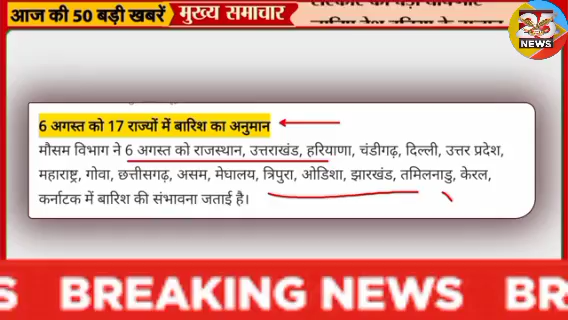 आज की 50 बड़ी खबरें
मुख्य समाचार
NEWS
6 अगस्त को 17 राज्यों में बारिश का अनुमान
मौसम विभाग ने 6 अगस्त को राजस्थान, उत्तराखंड, हरियाणा, चंडीगढ़, दिल्ली, उत्तर प्रदेश,
महाराष्ट्र, गोवा, छत्तीसगढ़, असम, मेघालय, त्रिपुरा, ओडिशा, झारखंड, तमिलनाडु, केरल,
कर्नाटक में बारिश की संभावना जताई है।
S BREAKING NEWS BR